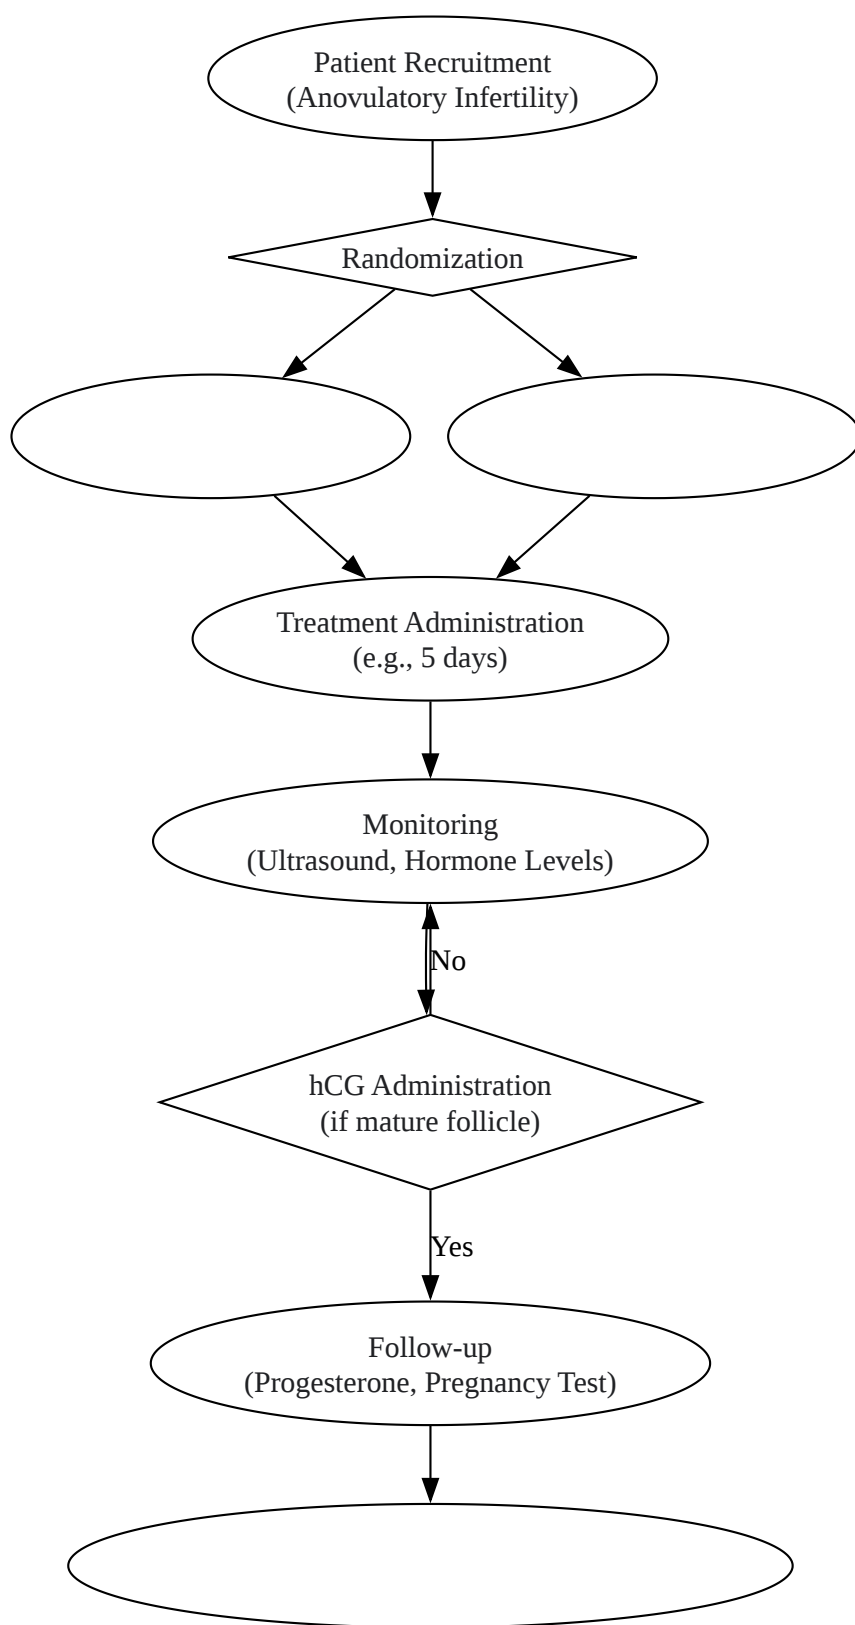 Patient Recruitment
(Anovulatory Infertility)
Randomization
Treatment Administration
(e.g., 5 days)
Monitoring
(Ultrasound, Hormone Levels)
No
hCG Administration
(if mature follicle)
Yes
Follow-up
(Progesterone, Pregnancy Test)